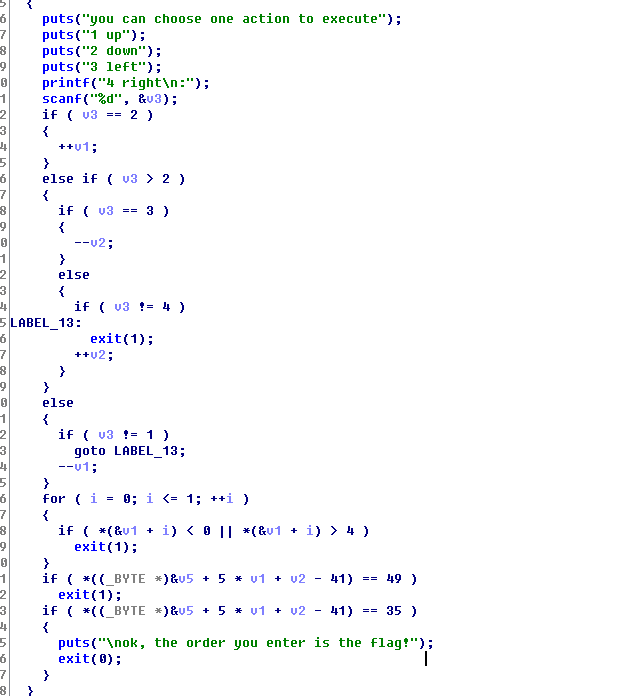 5 {
6 puts("you can choose one action to execute");
7 puts("1 up");
8 puts("2 down");
9 puts("3 left");
0 printf("4 right\n:");
1 scanf("%d", &v3);
2 if ( v3 == 2 )
3 {
4 ++v1;
5 }
6 else if ( v3 > 2 )
7 {
8 if ( v3 == 3 )
9 {
0 --v2;
1 }
2 else
3 {
4 if ( v3 != 4 )
5 LABEL_13:
6 exit(1);
7 ++v2;
8 }
9 }
0 else
1 {
2 if ( v3 != 1 )
3 goto LABEL_13;
4 --v1;
5 }
6 for ( i = 0; i <= 1; ++i )
7 {
8 if ( *(&v1 + i) < 0 || *(&v1 + i) > 4 )
9 exit(1);
0 }
1 if ( *((_BYTE *)&v5 + 5 * v1 + v2 - 41) == 49 )
2 exit(1);
3 if ( *((_BYTE *)&v5 + 5 * v1 + v2 - 41) == 35 )
4 {
5 puts("\nok, the order you enter is the flag!");
6 exit(0);
7 }
8 }